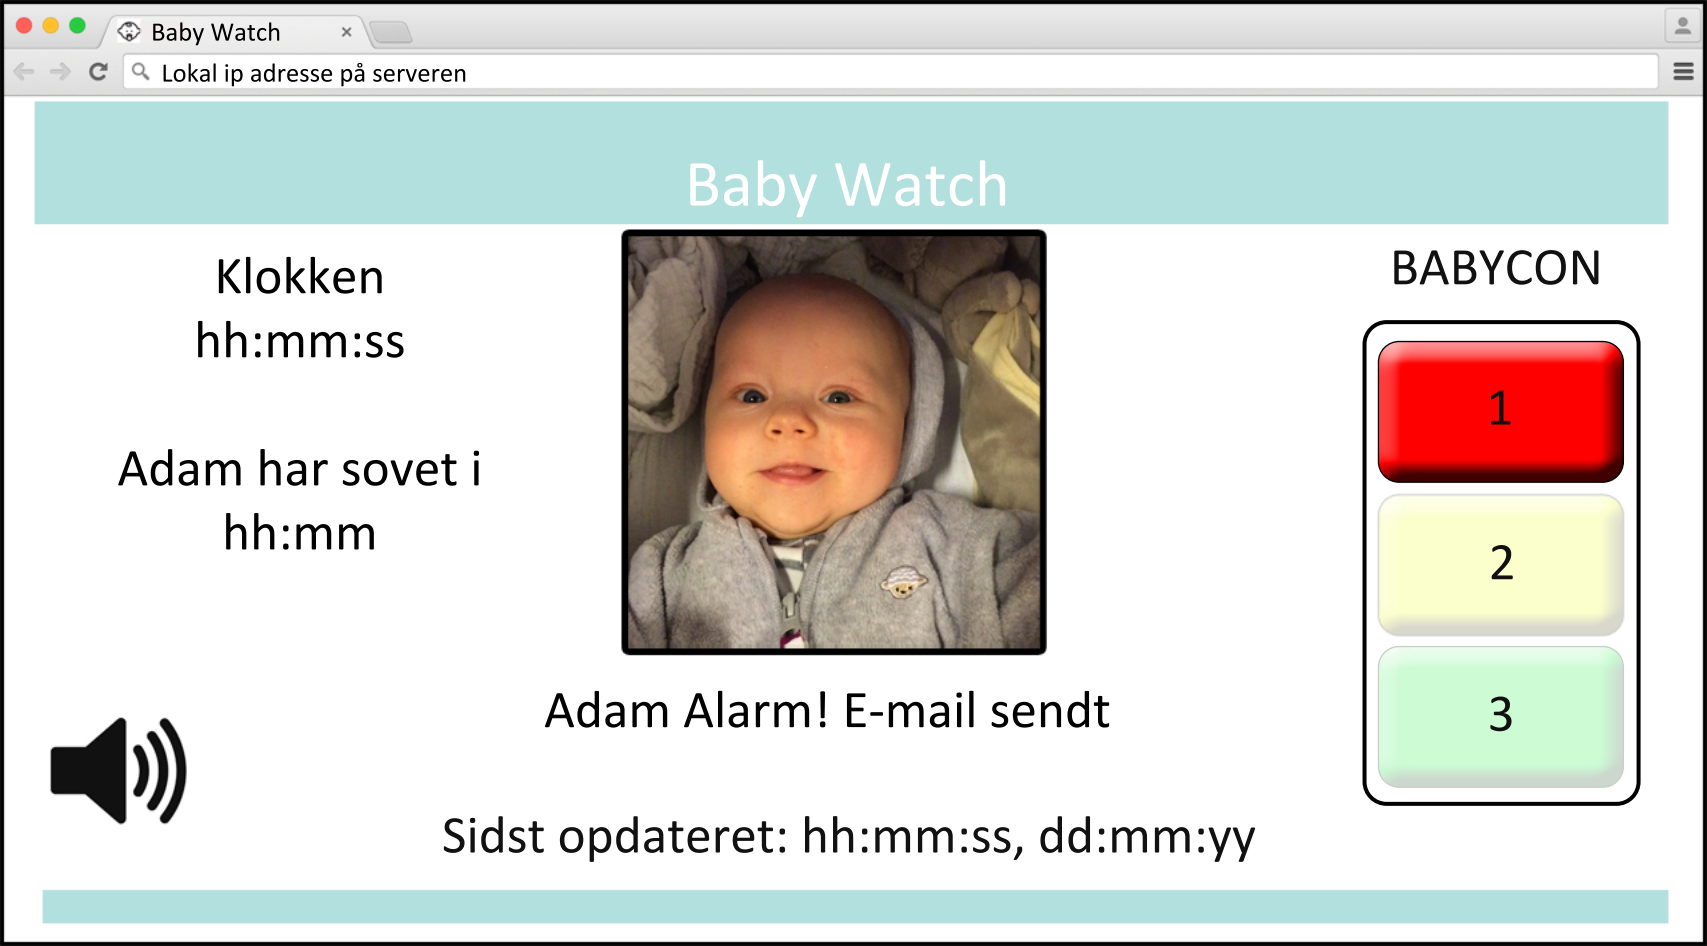 Baby Watch
Lokal ip adresse på serveren
Baby Watch
Klokken
hh:mm:ss
Adam har sovet i
hh:mm
BABYCON
1
2
3
Adam Alarm! E-mail sendt
Sidst opdateret: hh:mm:ss, dd:mm:yy